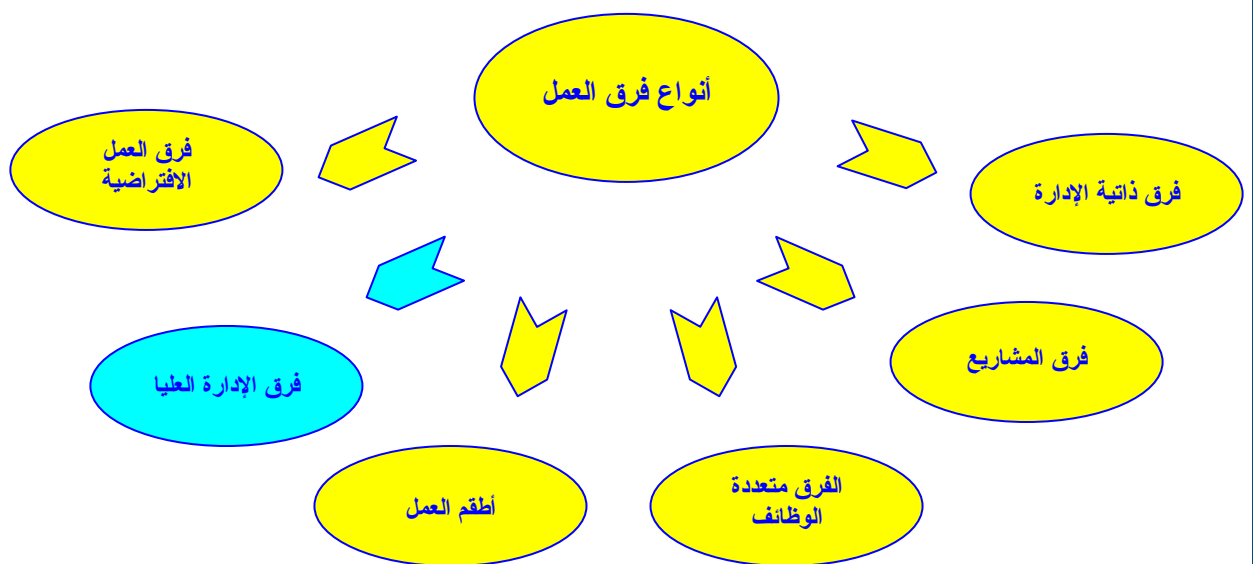 أنواع فرق العمل
فرق ذاتية الإدارة
فرق المشاريع
الفرق متعددة
الوظائف
أطقم العمل
فرق الإدارة العليا
فرق العمل
الافتراضية